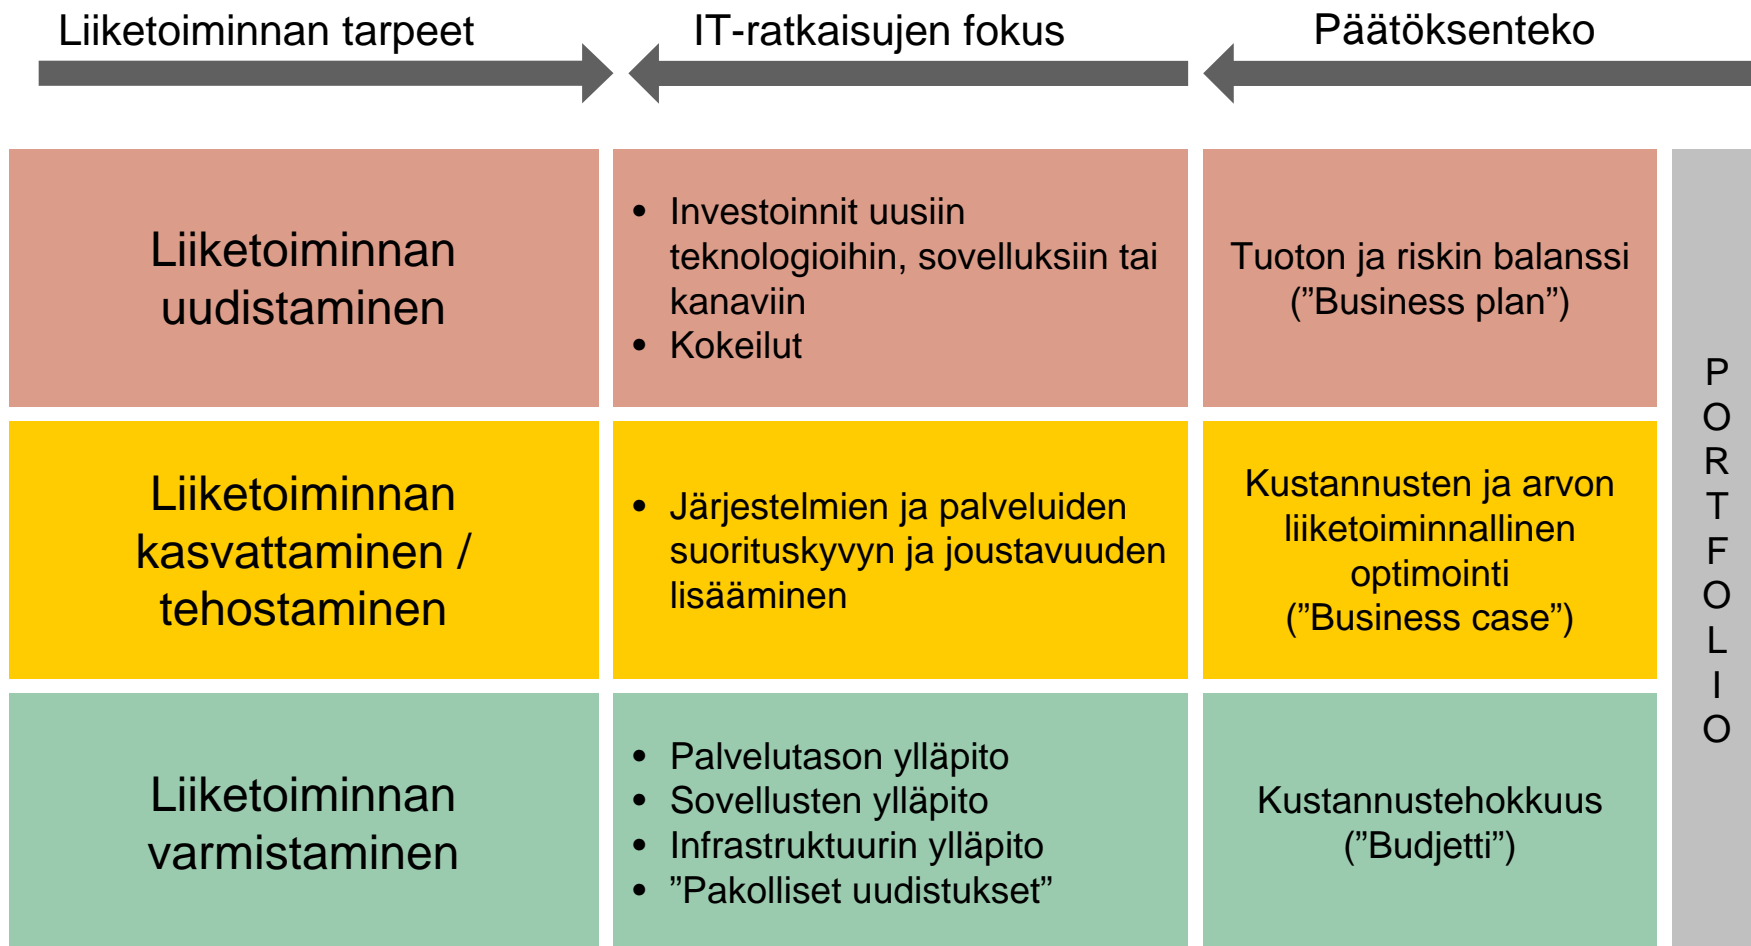 Liiketoiminnan tarpeet
IT-ratkaisujen fokus
Päätöksenteko
Liiketoiminnan
uudistaminen
• Investoinnit uusiin
teknologioihin, sovelluksiin tai
kanaviin
• Kokeilut
Tuoton ja riskin balanssi
(”Business plan”)
Liiketoiminnan
kasvattaminen /
tehostaminen
• Järjestelmien ja palveluiden
suorituskyvyn ja joustavuuden
lisääminen
Kustannusten ja arvon
liiketoiminnallinen
optimointi
(”Business case”)
Liiketoiminnan
varmistaminen
• Palvelutason ylläpito
• Sovellusten ylläpito
• Infrastruktuurin ylläpito
• ”Pakolliset uudistukset”
Kustannustehokkuus
(”Budjetti”)
P
O
R
T
F
O
L
I
O